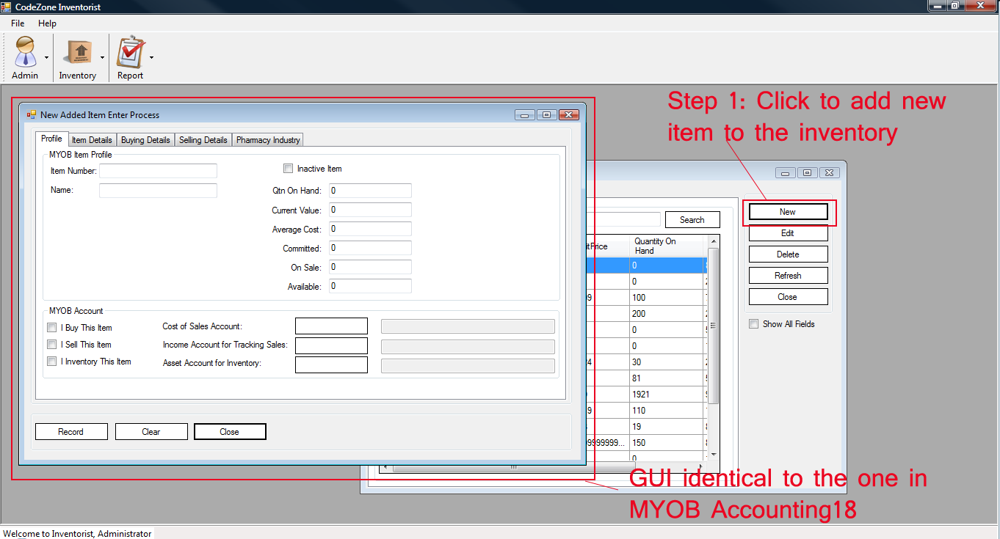 CodeZone Inventorist
File Help
Admin Inventory Report
Step 1: Click to add new
item to the inventory
New Added Item Enter Process
Profile Item Details Buying Details Selling Details Pharmacy Industry
MYOB Item Profile
Item Number:
Inactive Item
Name:
Qtn On Hand: 0
Current Value: 0
Average Cost: 0
Committed: 0
On Sale: 0
Available: 0
MYOB Account
I Buy This Item Cost of Sales Account:
I Sell This Item Income Account for Tracking Sales:
I Inventory This Item Asset Account for Inventory:
Record Clear Close
Search
Price Quantity On
Hand
0
0
9 100
200
0
0
4 30
81
1921
9 110
19
99999999... 150
0
New
Edit
Delete
Refresh
Close
Show All Fields
GUI identical to the one in
MYOB Accounting18
Welcome to Inventorist, Administrator